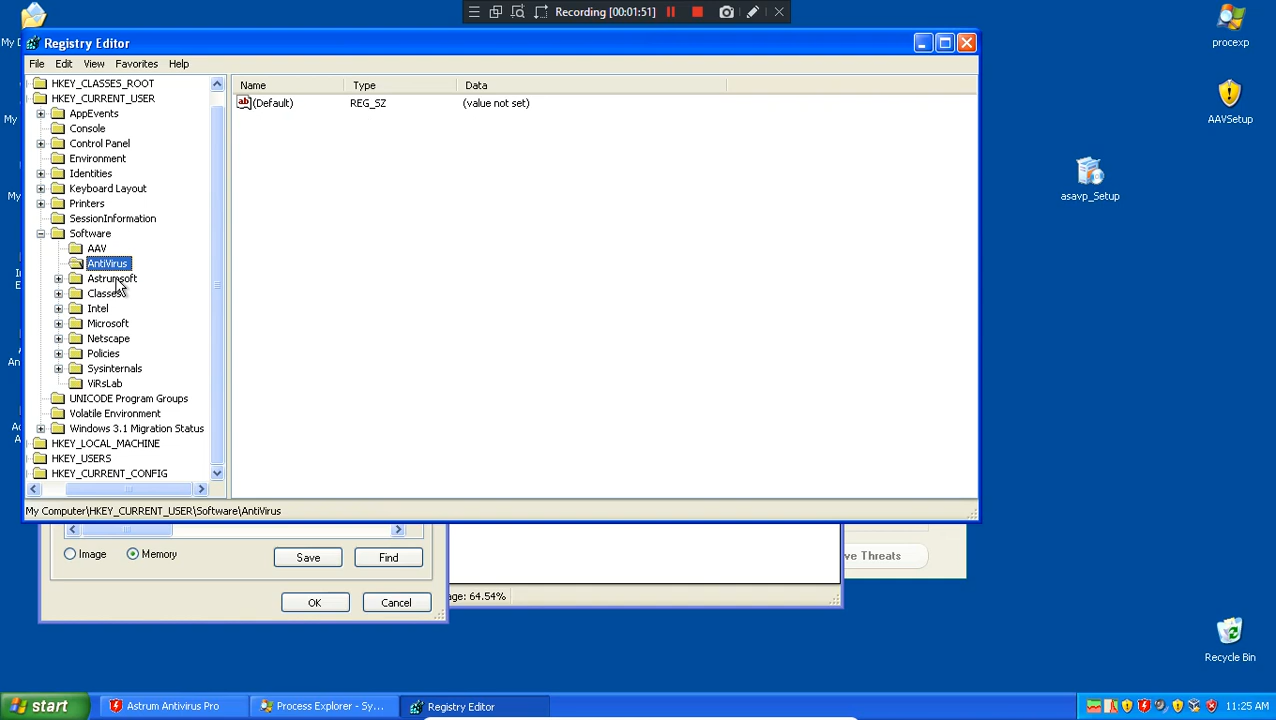 Recording [00:01:51]
My D
procexp
Registry Editor
File Edit View Favorites Help
HKEY_CLASSES_ROOT
HKEY_CURRENT_USER
AppEvents
Console
Control Panel
Environment
Identities
Keyboard Layout
Printers
SessionInformation
Software
AAV
AntiVirus
Astrumsoft
Classes
Intel
Microsoft
Netscape
Policies
Sysinternals
ViRsLab
UNICODE Program Groups
Volatile Environment
Windows 3.1 Migration Status
HKEY_LOCAL_MACHINE
HKEY_USERS
HKEY_CURRENT_CONFIG
Name Type Data
ab (Default) REG_SZ (value not set)
AAVSetup
asavp_Setup
My Computer\HKEY_CURRENT_USER\Software\AntiVirus
Image Memory Save Find
ve Threats
OK Cancel
age: 64.54%
Recycle Bin
start Astrum Antivirus Pro Process Explorer - Sy... Registry Editor 11:25 AM